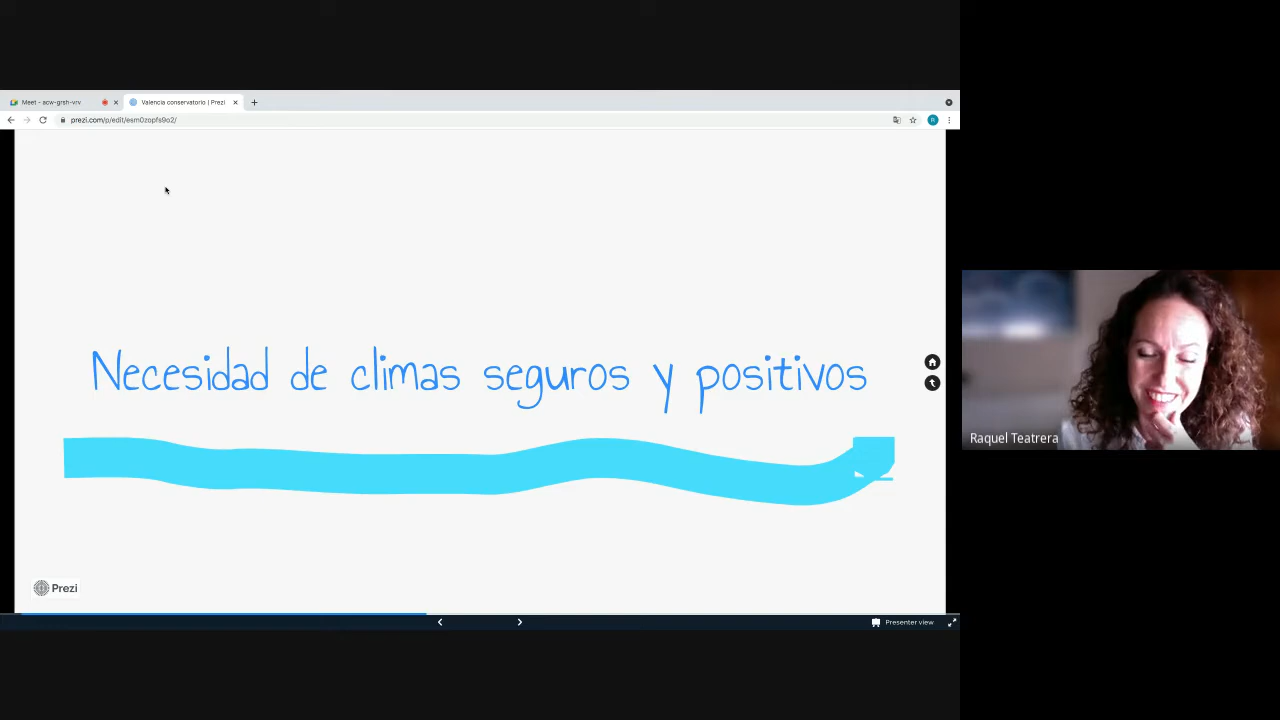 Meet - acw-grsh-vrv
Valencia conservatorio | Prezi
prezi.com/p/edit/esm0zopfs9o2/
R
Necesidad de climas seguros y positivos
Raquel Teatrera
Prezi
Presenter view